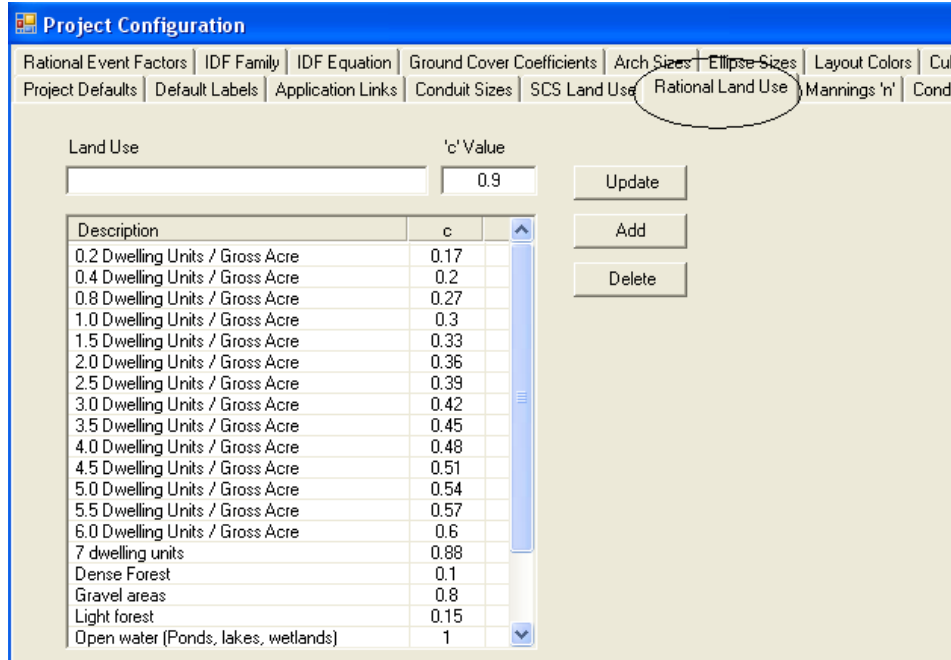 Project Configuration
Rational Event Factors IDF Family IDF Equation Ground Cover Coefficients Arch Sizes Ellipse Sizes Layout Colors Cul
Project Defaults Default Labels Application Links Conduit Sizes SCS Land Use Rational Land Use Mannings 'n' Cond
Land Use 'c' Value
0.9 Update
Description c Add
0.2 Dwelling Units / Gross Acre 0.17
0.4 Dwelling Units / Gross Acre 0.2 Delete
0.8 Dwelling Units / Gross Acre 0.27
1.0 Dwelling Units / Gross Acre 0.3
1.5 Dwelling Units / Gross Acre 0.33
2.0 Dwelling Units / Gross Acre 0.36
2.5 Dwelling Units / Gross Acre 0.39
3.0 Dwelling Units / Gross Acre 0.42
3.5 Dwelling Units / Gross Acre 0.45
4.0 Dwelling Units / Gross Acre 0.48
4.5 Dwelling Units / Gross Acre 0.51
5.0 Dwelling Units / Gross Acre 0.54
5.5 Dwelling Units / Gross Acre 0.57
6.0 Dwelling Units / Gross Acre 0.6
7 dwelling units 0.88
Dense Forest 0.1
Gravel areas 0.8
Light forest 0.15
Open water (Ponds, lakes, wetlands) 1